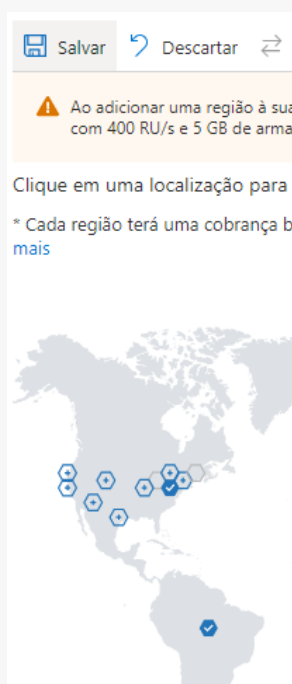 Salvar Descartar
Ao adicionar uma região à sua
com 400 RU/s e 5 GB de arma
Clique em uma localização para
* Cada região terá uma cobrança b
mais